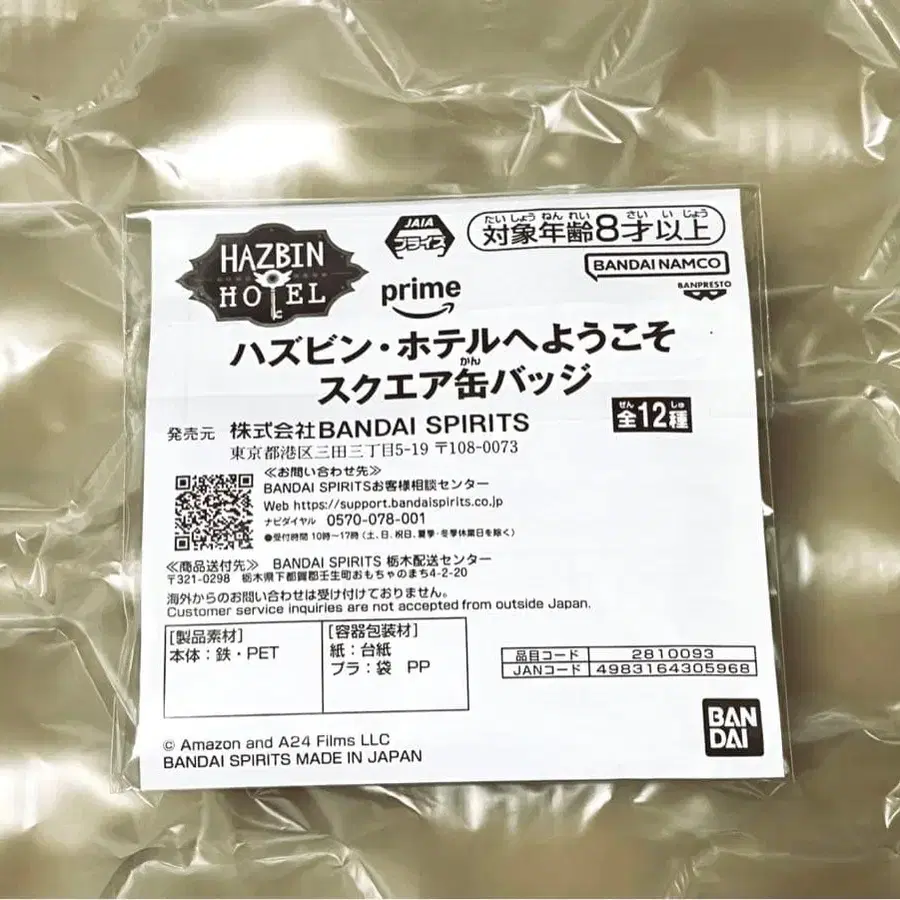 HAZBIN
HOTEL
JAIA
プライズ
prime
たいしょうねんれい さいいじょう
対象年齢8才以上
BANDAI NAMCO
BANPRESTO
ハズビン・ホテルへようこそ
かん
スクエア缶バッジ
ぜん しゅ
全12種
発売元 株式会社BANDAI SPIRITS
東京都港区三田三丁目5-19 〒108-0073
≪お問い合わせ先≫
BANDAI SPIRITSお客様相談センター
Web https://support.bandaispirits.co.jp
ナビダイヤル 0570-078-001
●受付時間 10時~17時(土、日、祝日、夏季・冬季休業日を除く)
≪商品送付先≫ BANDAI SPIRITS 栃木配送センター
〒321-0298 栃木県下都賀郡壬生町おもちゃのまち4-2-20
海外からのお問い合わせは受け付けておりません。
Customer service inquiries are not accepted from outside Japan.
[製品素材]
本体:鉄・PET
[容器包装材]
紙:台紙
プラ:袋 PP
品目コード 2810093
JANコード 4983164305968
BAN
DAI
© Amazon and A24 Films LLC
BANDAI SPIRITS MADE IN JAPAN